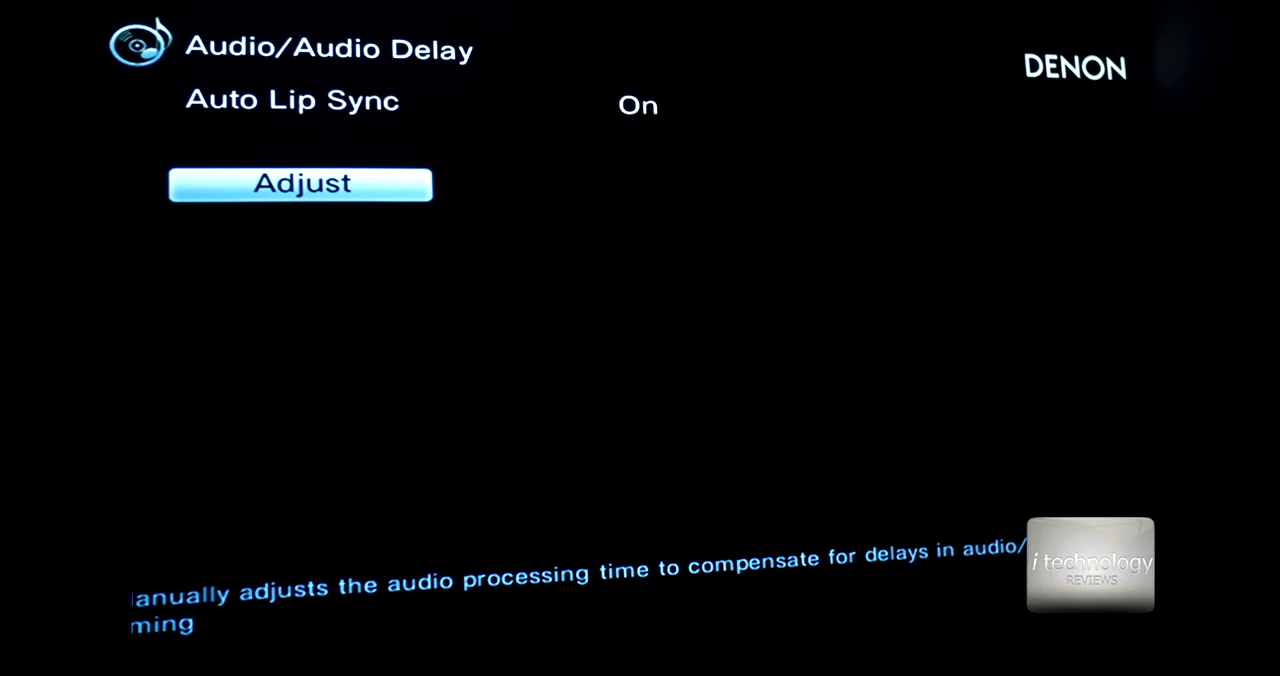 Audio/Audio Delay
DENON
Auto Lip Sync On
Adjust
anually adjusts the audio processing time to compensate for delays in audio/
ming
i technology
REVIEWS